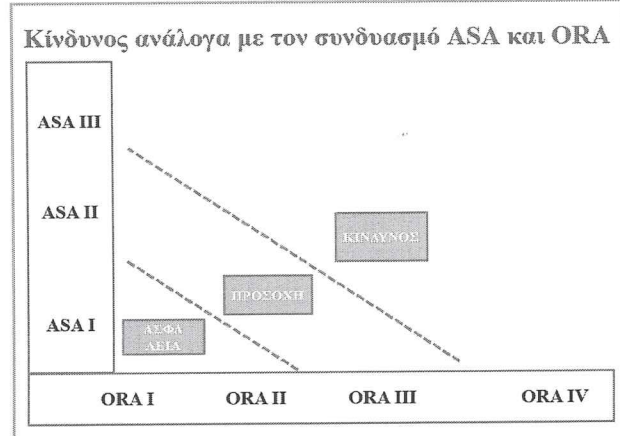 Κίνδυνος ανάλογα με τον συνδυασμό ASA και ORA
ASA III
ASA II
ΚΙΝΔΥΝΟΣ
ΠΡΟΣΟΧΗ
ASA I
ΑΣΦΑ
ΛΕΙΑ
ORA I ORA II ORA III ORA IV